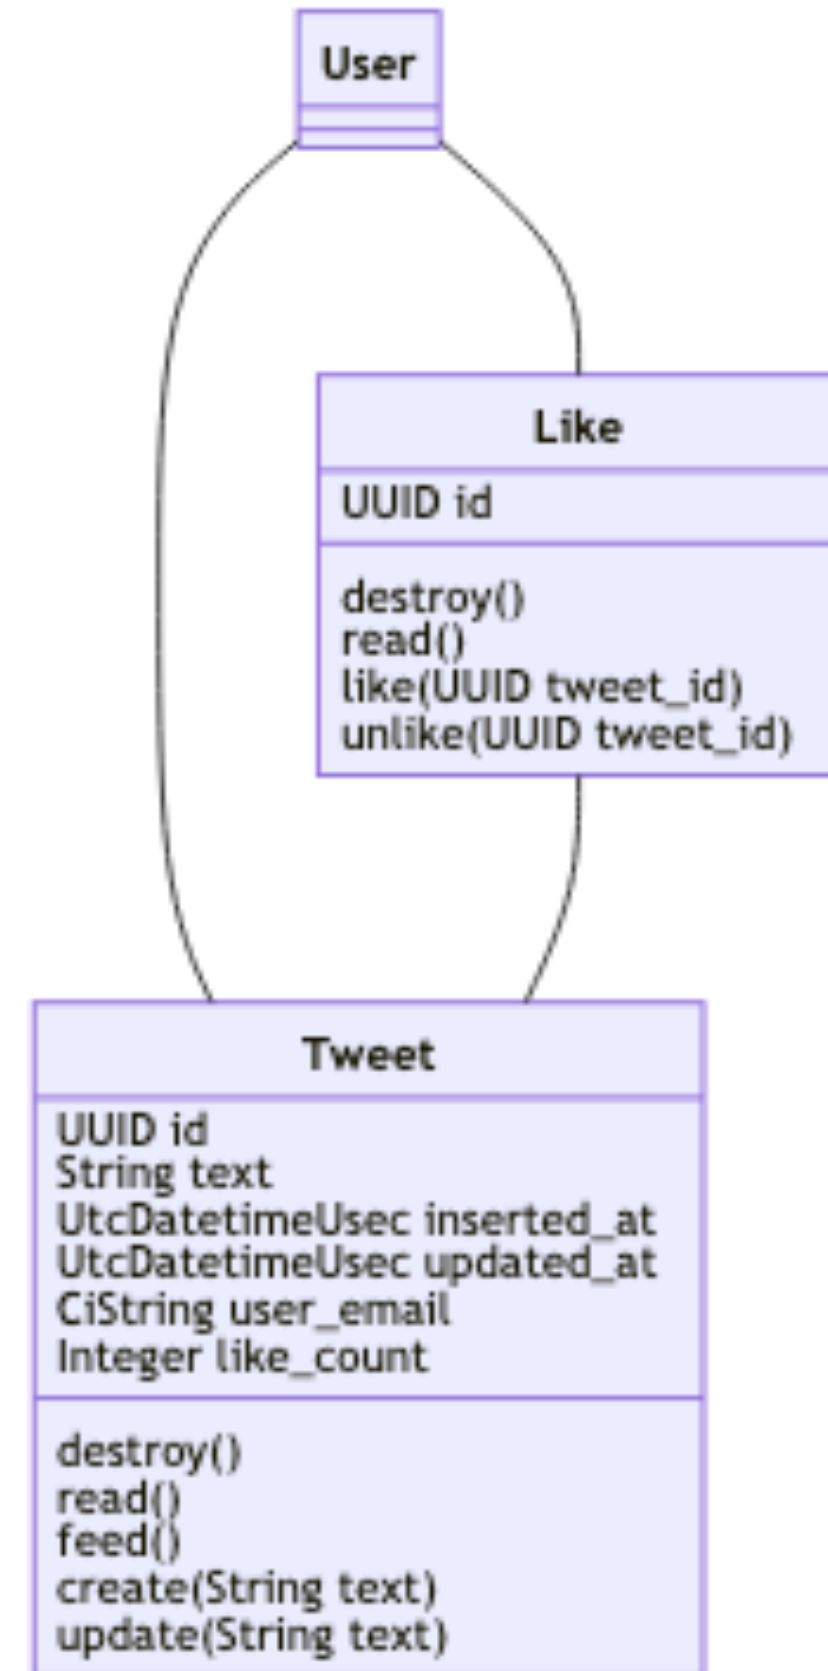 User
Like
UUID id
destroy()
read()
like(UUID tweet_id)
unlike(UUID tweet_id)
Tweet
UUID id
String text
UtcDatetimeUsec inserted_at
UtcDatetimeUsec updated_at
CiString user_email
Integer like_count
destroy()
read()
feed()
create(String text)
update(String text)